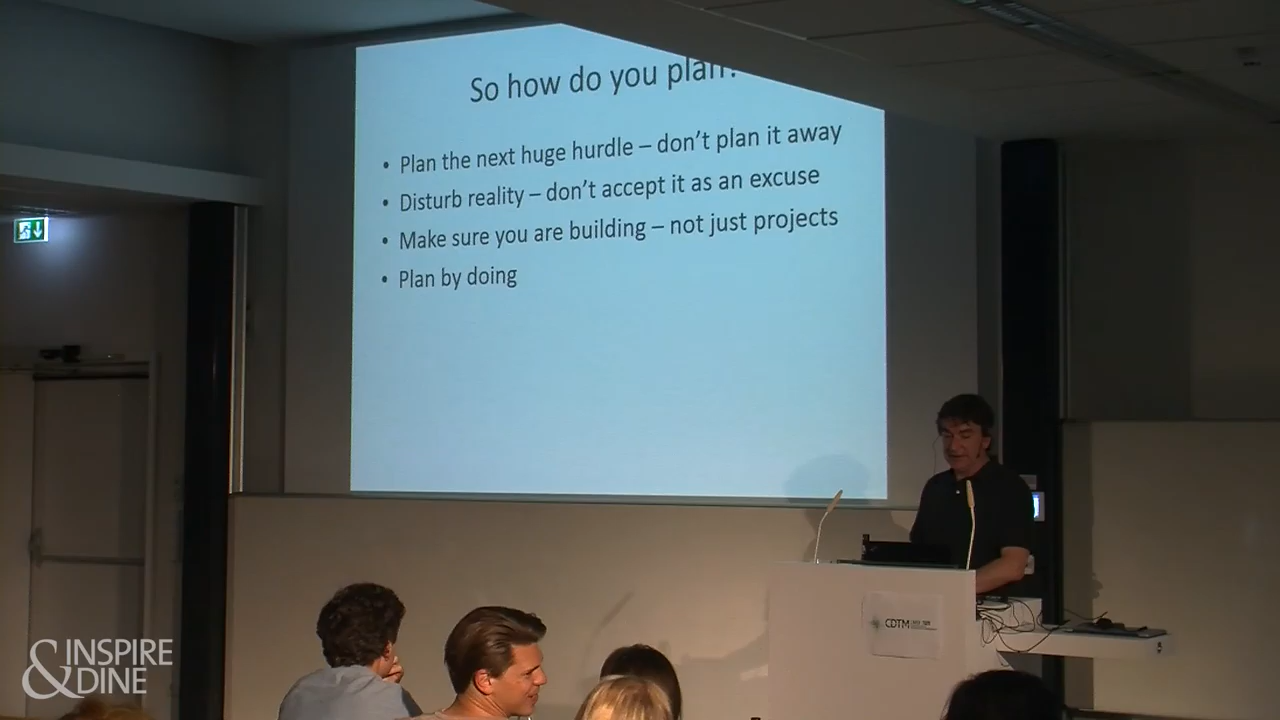 So how do you plan?
• Plan the next huge hurdle – don't plan it away
• Disturb reality – don't accept it as an excuse
• Make sure you are building – not just projects
• Plan by doing
CDTM
INSPIRE
&DINE